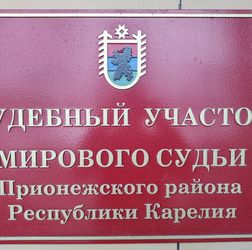 УДЕБНЫЙ УЧАСТО
МИРОВОГО СУДЬИ
Прионежского района
Республики Карелия